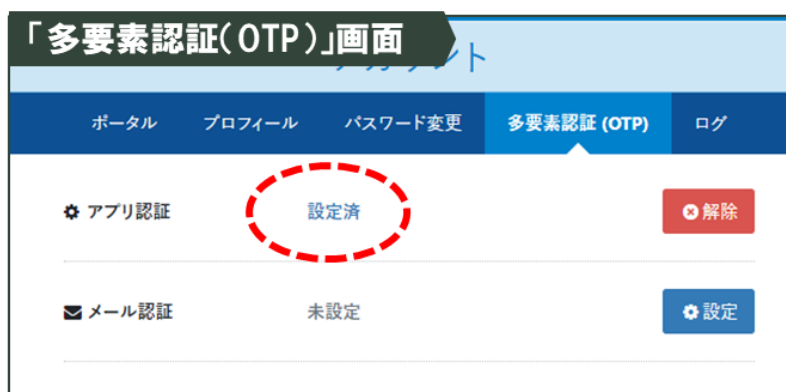 「多要素認証(OTP)」画面
ポータル プロフィール パスワード変更 多要素認証 (OTP) ログ
アプリ認証 設定済 解除
メール認証 未設定 設定